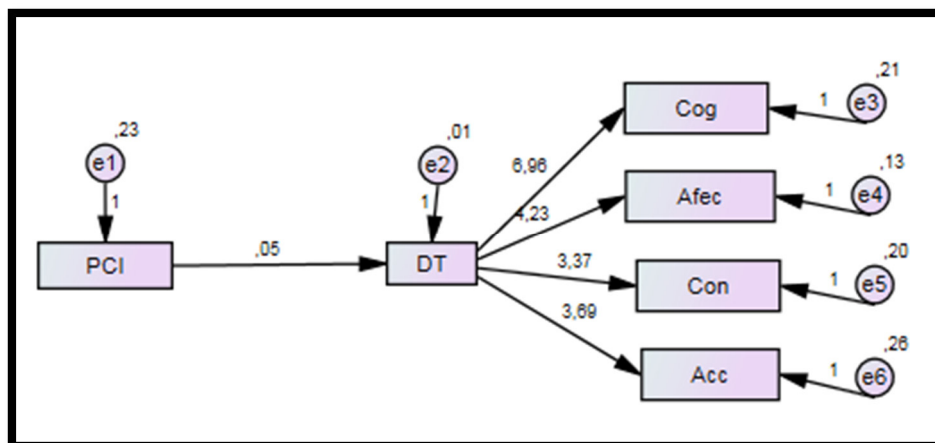 ,21
Cog
1
e3
,23
e1
1
,01
e2
1
6,96
,13
Afec
1
e4
4,23
PCI
,05
DT
3,37
,20
Con
1
e5
3,69
,26
Acc
1
e6